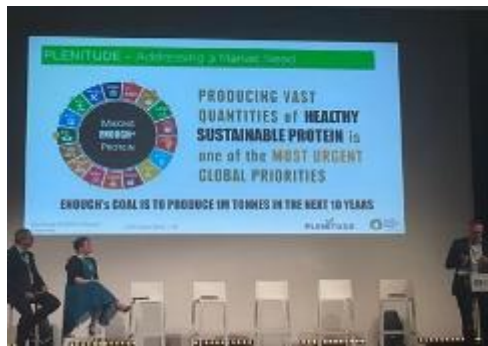 PLENITUDE – Addressing a Market Need
MAKING
ENOUGH
PROTEIN
PRODUCING VAST
QUANTITIES of HEALTHY
SUSTAINABLE PROTEIN is
one of the MOST URGENT
GLOBAL PRIORITIES
ENOUGH's GOAL IS TO PRODUCE 1M TONNES IN THE NEXT 10 YEARS
PLENITUDE